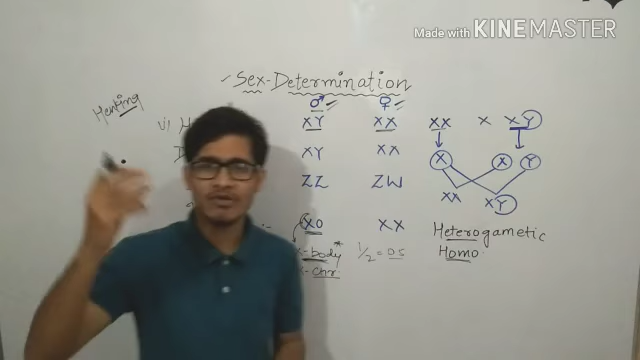 Made with KINEMASTER
Sex-Determination
♂ ♀
XY XX XX X XY
XY XX X X Y
ZZ ZW XX XY
XO XX Heterogametic
body* 1/2 = 0.5 Homo
chr